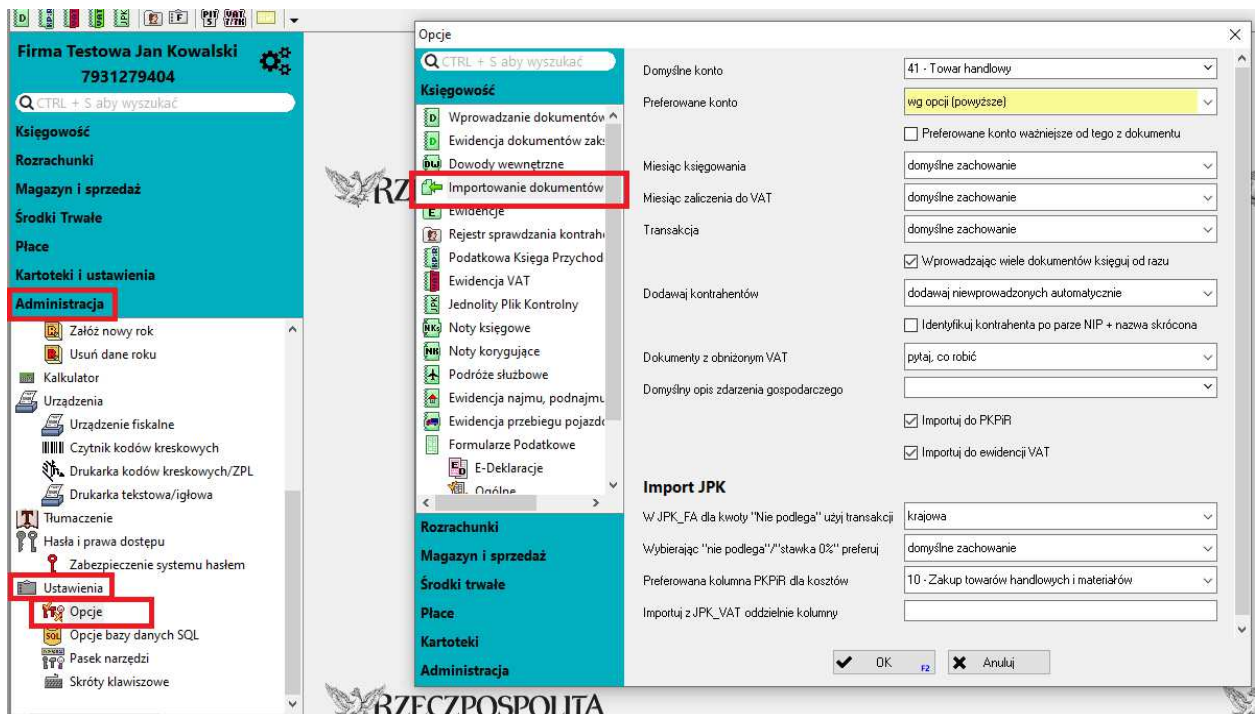 Firma Testowa Jan Kowalski
7931279404
CTRL + S aby wyszukać
Księgowość
Rozrachunki
Magazyn i sprzedaż
Środki Trwałe
Płace
Kartoteki i ustawienia
Administracja
Załóż nowy rok
Usuń dane roku
Kalkulator
Urządzenia
Urządzenie fiskalne
Czytnik kodów kreskowych
Drukarka kodów kreskowych/ZPL
Drukarka tekstowa/igłowa
Tłumaczenie
Hasła i prawa dostępu
Zabezpieczenie systemu hasłem
Ustawienia
Opcje
Opcje bazy danych SQL
Pasek narzędzi
Skróty klawiszowe
RZ
RZECZPOSPOLITA
Opcje
CTRL + S aby wyszukać
Księgowość
Wprowadzanie dokumentów
Ewidencja dokumentów zak
Dowody wewnętrzne
Importowanie dokumentów
Ewidencje
Rejestr sprawdzania kontrah
Podatkowa Księga Przychod
Ewidencja VAT
Jednolity Plik Kontrolny
Noty księgowe
Noty korygujące
Podróże służbowe
Ewidencja najmu, podnajmu
Ewidencja przebiegu pojazd
Formularze Podatkowe
E-Deklaracje
Ogólne
Rozrachunki
Magazyn i sprzedaż
Środki trwałe
Płace
Kartoteki
Administracja
Domyślne konto 41 - Towar handlowy
Preferowane konto wg opcji (powyższe)
Preferowane konto ważniejsze od tego z dokumentu
Miesiąc księgowania domyślne zachowanie
Miesiąc zaliczenia do VAT domyślne zachowanie
Transakcja domyślne zachowanie
Wprowadzając wiele dokumentów księguj od razu
Dodawaj kontrahentów dodawaj niewprowadzonych automatycznie
Identyfikuj kontrahenta po parze NIP + nazwa skrócona
Dokumenty z obniżonym VAT pytaj, co robić
Domyślny opis zdarzenia gospodarczego
Importuj do PKPiR
Importuj do ewidencji VAT
Import JPK
W JPK_FA dla kwoty "Nie podlega" użyj transakcji krajowa
Wybierając "nie podlega"/"stawka 0%" preferuj domyślne zachowanie
Preferowana kolumna PKPiR dla kosztów 10 - Zakup towarów handlowych i materiałów
Importuj z JPK_VAT oddzielnie kolumny
OK F2 Anuluj